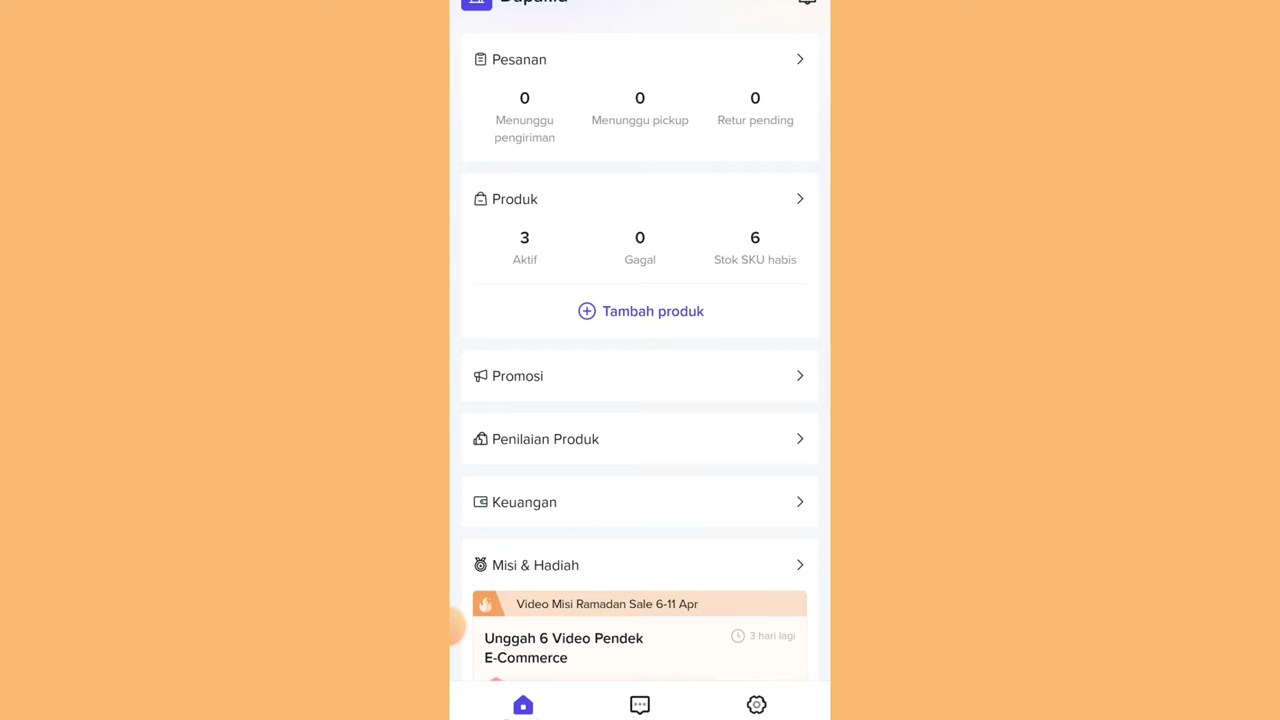 Pesanan
0 0 0
Menunggu pengiriman Menunggu pickup Retur pending
Produk
3 0 6
Aktif Gagal Stok SKU habis
Tambah produk
Promosi
Penilaian Produk
Keuangan
Misi & Hadiah
Video Misi Ramadan Sale 6-11 Apr
Unggah 6 Video Pendek 3 hari lagi
E-Commerce